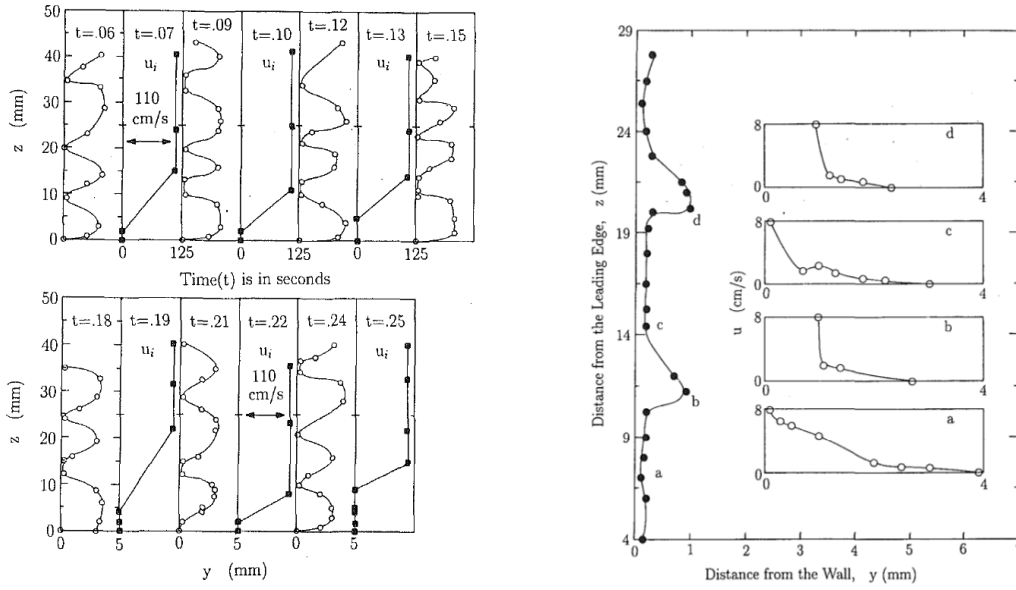 50
40
30
20
10
0
z (mm)
t=.06 t=.07 t=.09 t=.10 t=.12 t=.13 t=.15
u_i u_i u_i
110
cm/s
0 125 0 125 0 125
Time(t) is in seconds
50
40
30
20
10
0
z (mm)
t=.18 t=.19 t=.21 t=.22 t=.24 t=.25
u_i u_i u_i
110
cm/s
0 5 0 5 0 5
y (mm)
29
24
19
14
9
4
Distance from the Leading Edge, z (mm)
d
c
b
a
0 1 2 3 4 5 6
Distance from the Wall, y (mm)
u (cm/s)
8
d
0
0 4
8
c
0
0 4
8
b
0
0 4
8
a
0
0 4